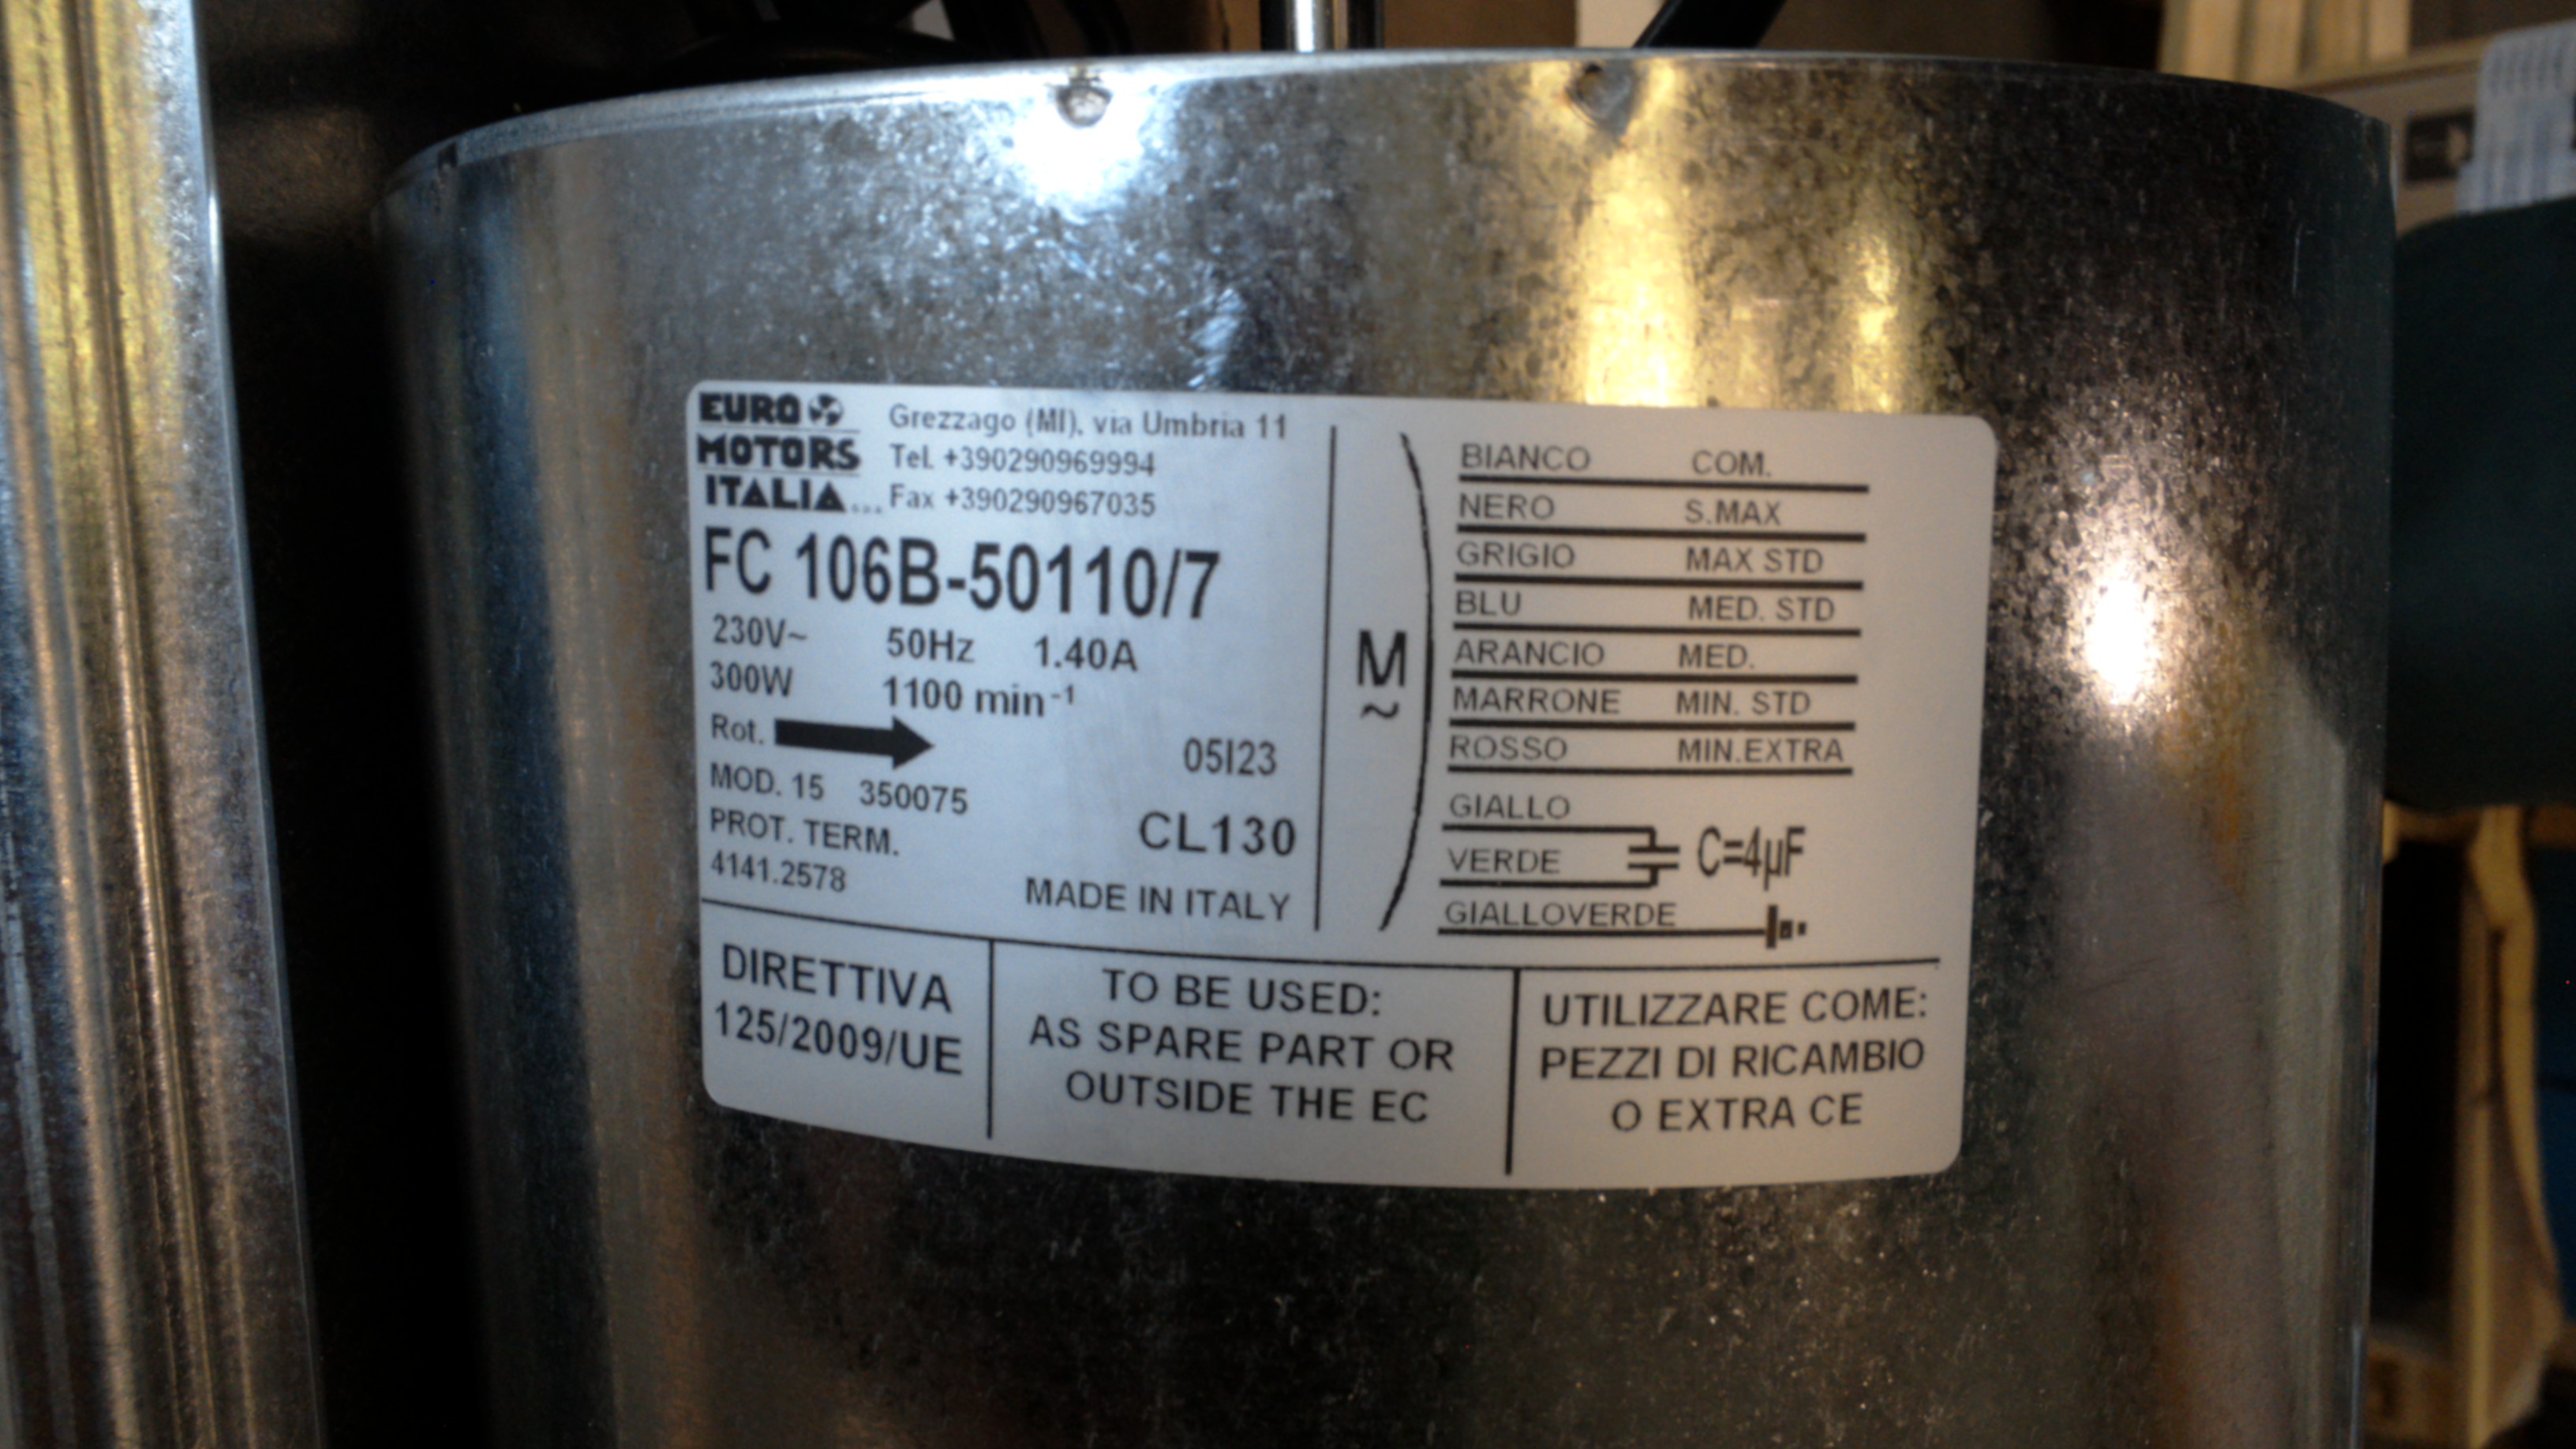 EURO
MOTORS
ITALIA...
Grezzago (MI), via Umbria 11
Tel. +390290969994
Fax +390290967035
FC 106B-50110/7
230V~ 50Hz 1.40A
300W 1100 min⁻¹
Rot.
05I23
MOD. 15 350075
PROT. TERM.
4141.2578
CL130
MADE IN ITALY
M
~
BIANCO COM.
NERO S.MAX
GRIGIO MAX STD
BLU MED. STD
ARANCIO MED.
MARRONE MIN. STD
ROSSO MIN.EXTRA
GIALLO
VERDE
C=4µF
GIALLOVERDE
DIRETTIVA
125/2009/UE
TO BE USED:
AS SPARE PART OR
OUTSIDE THE EC
UTILIZZARE COME:
PEZZI DI RICAMBIO
O EXTRA CE